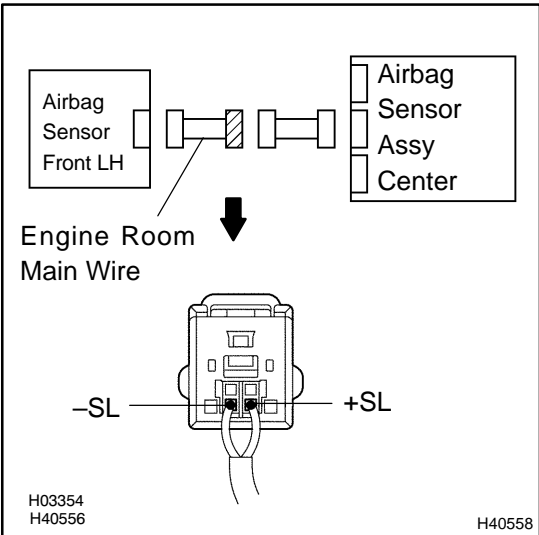 Airbag
Sensor
Front LH
Airbag
Sensor
Assy
Center
Engine Room
Main Wire
–SL
+SL
H03354
H40556
H40558